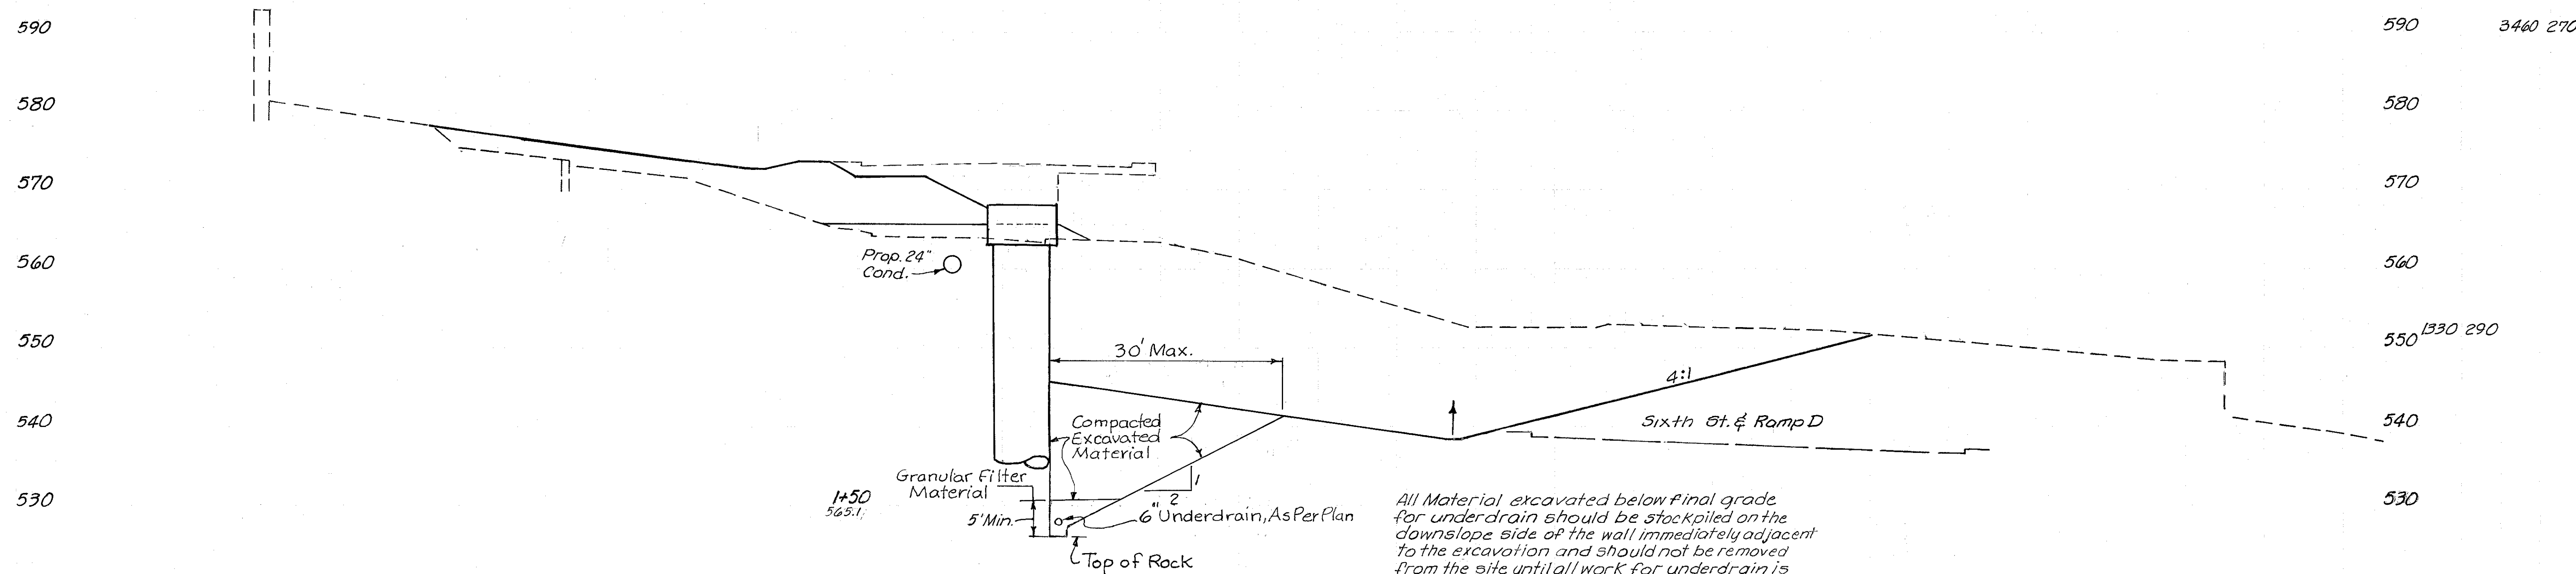 590
590
3460 270
580
580
570
570
560
Prop. 24"
Cond.
560
550
30' Max.
550
1330 290
4:1
540
Compacted
Excavated
Material
Sixth St. & Ramp D
540
Granular Filter
Material
1
2
530
1+50
565.1
5' Min.
6" Underdrain, As Per Plan
530
Top of Rock
All Material excavated below final grade
for underdrain should be stockpiled on the
downslope side of the wall immediately adjacent
to the excavation and should not be removed
from the site until all work for underdrain is